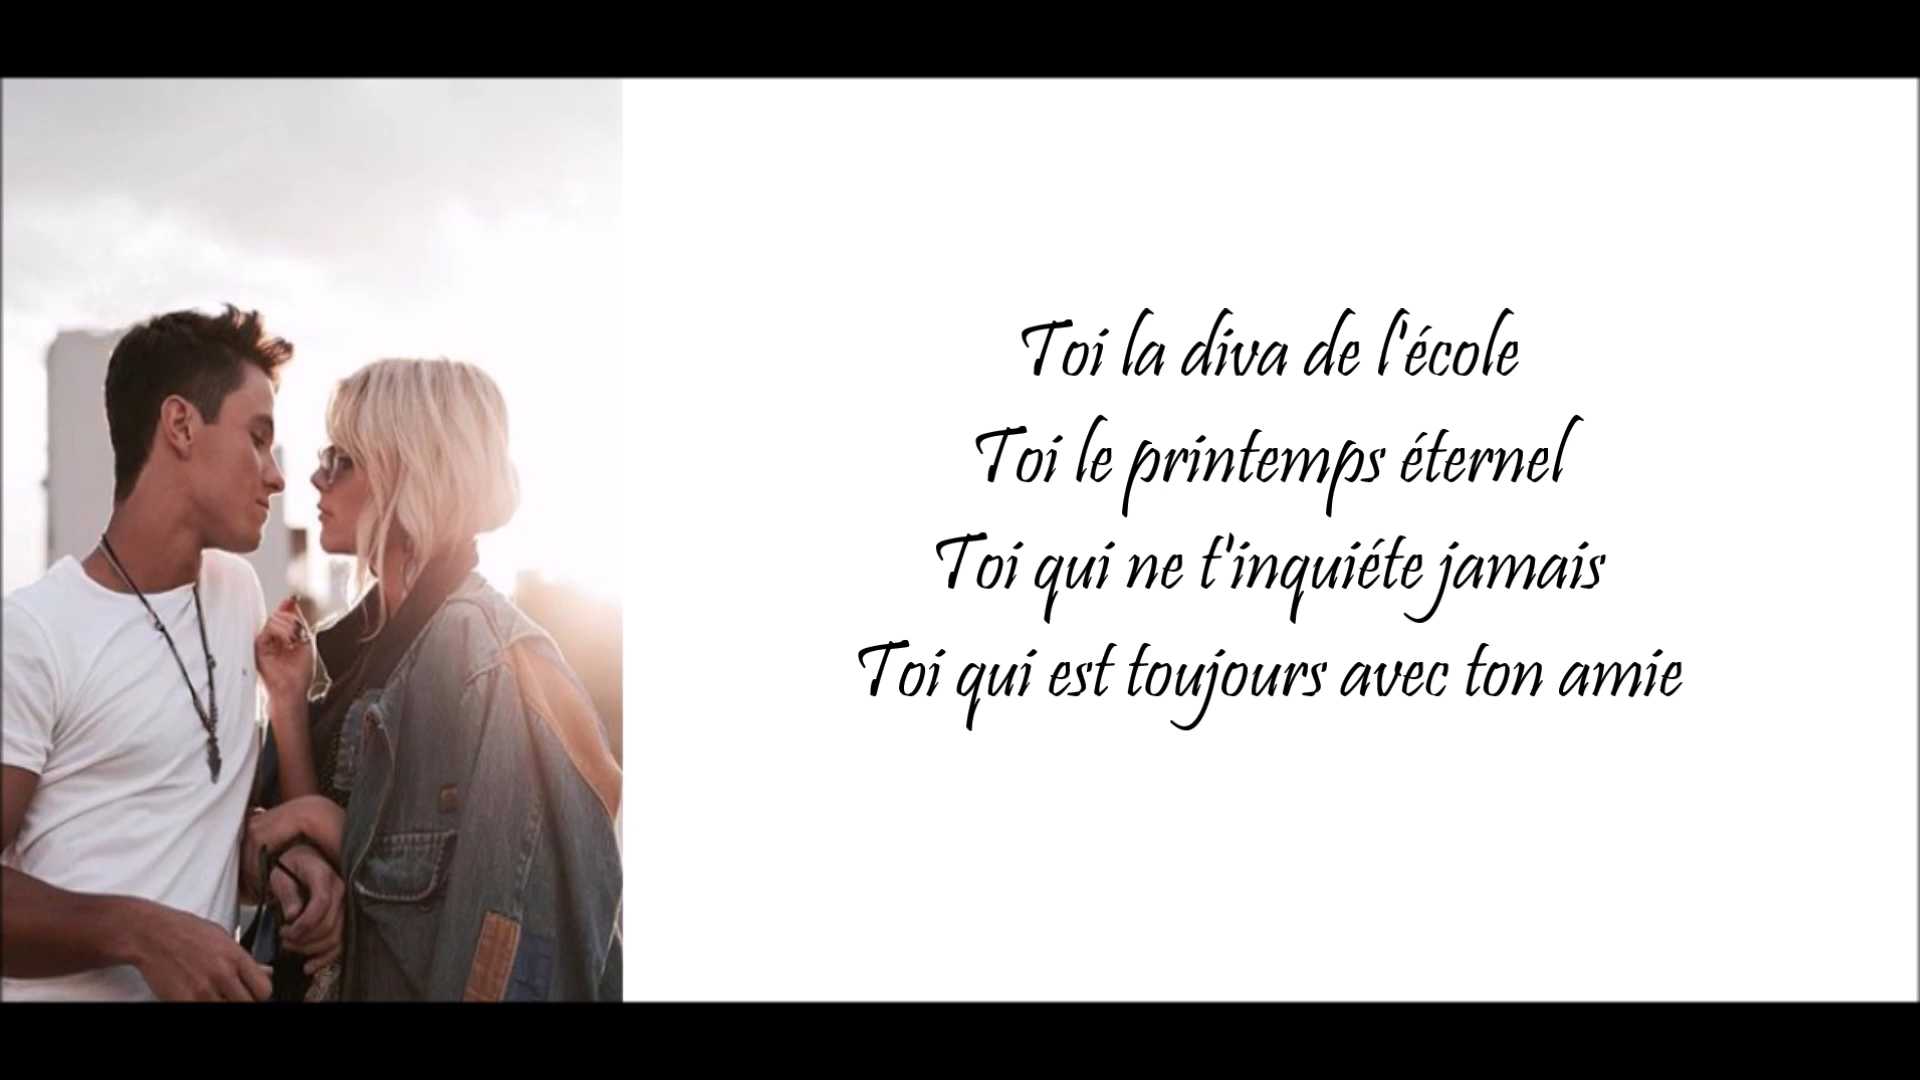 Toi la diva de l'école
Toi le printemps éternel
Toi qui ne t'inquiéte jamais
Toi qui est toujours avec ton amie